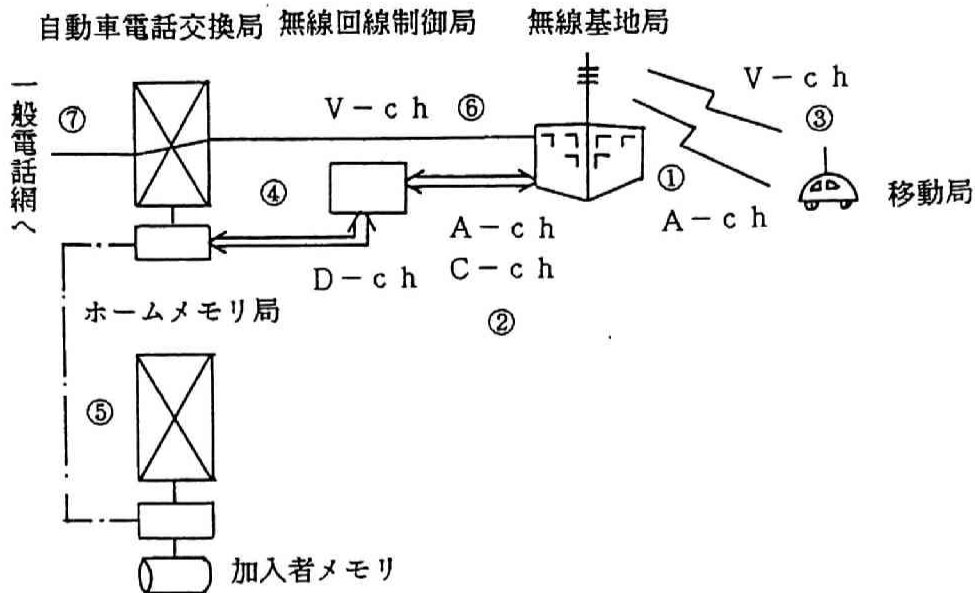 自動車電話交換局 無線回線制御局 無線基地局
一般電話網へ
⑦
V－ch ⑥
V－ch
③
④
①
移動局
A－ch
A－ch
C－ch
D－ch
②
ホームメモリ局
⑤
加入者メモリ